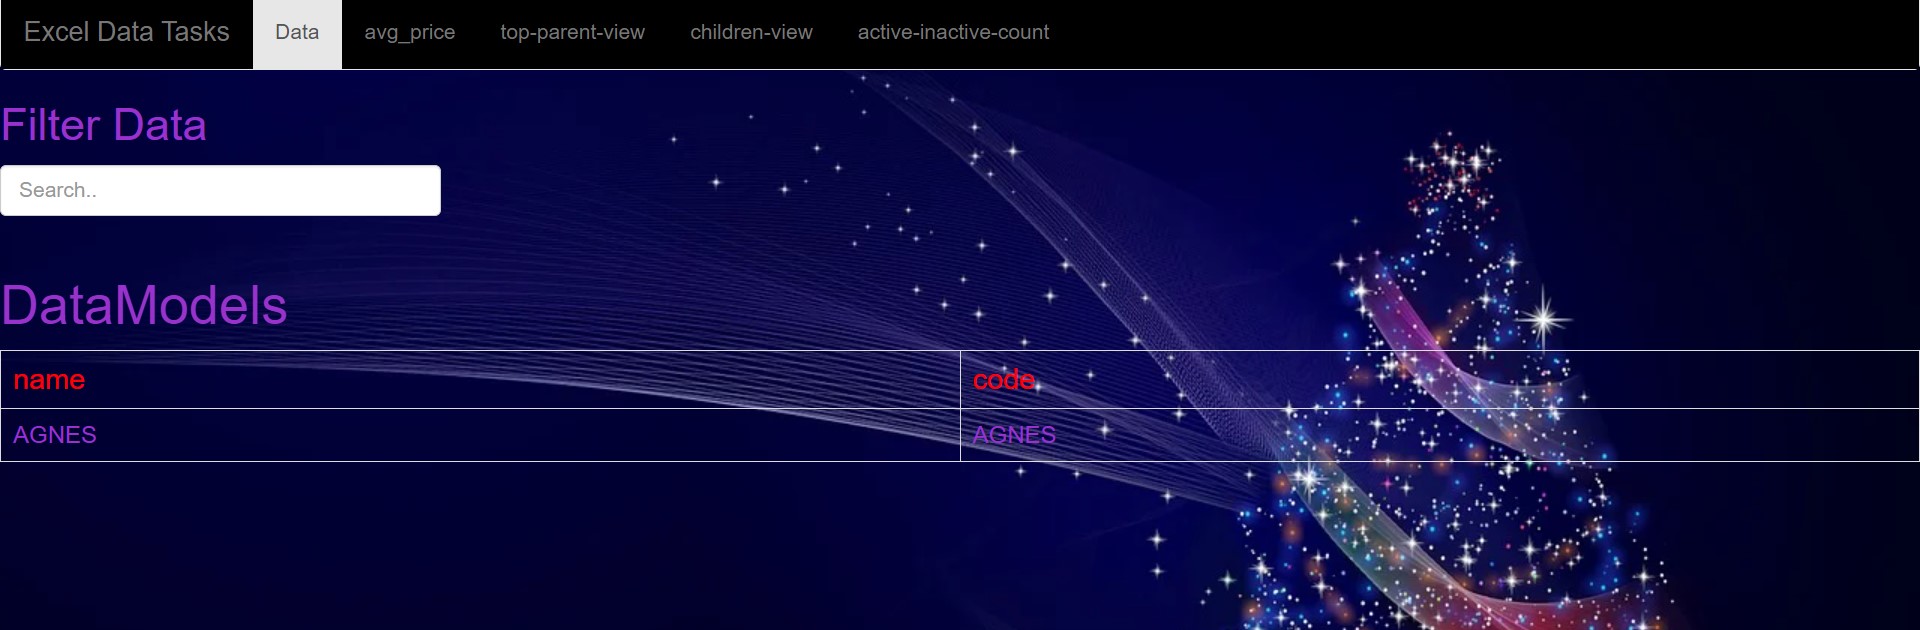 Excel Data Tasks Data avg_price top-parent-view children-view active-inactive-count
Filter Data
Search..
DataModels
name code
AGNES AGNES